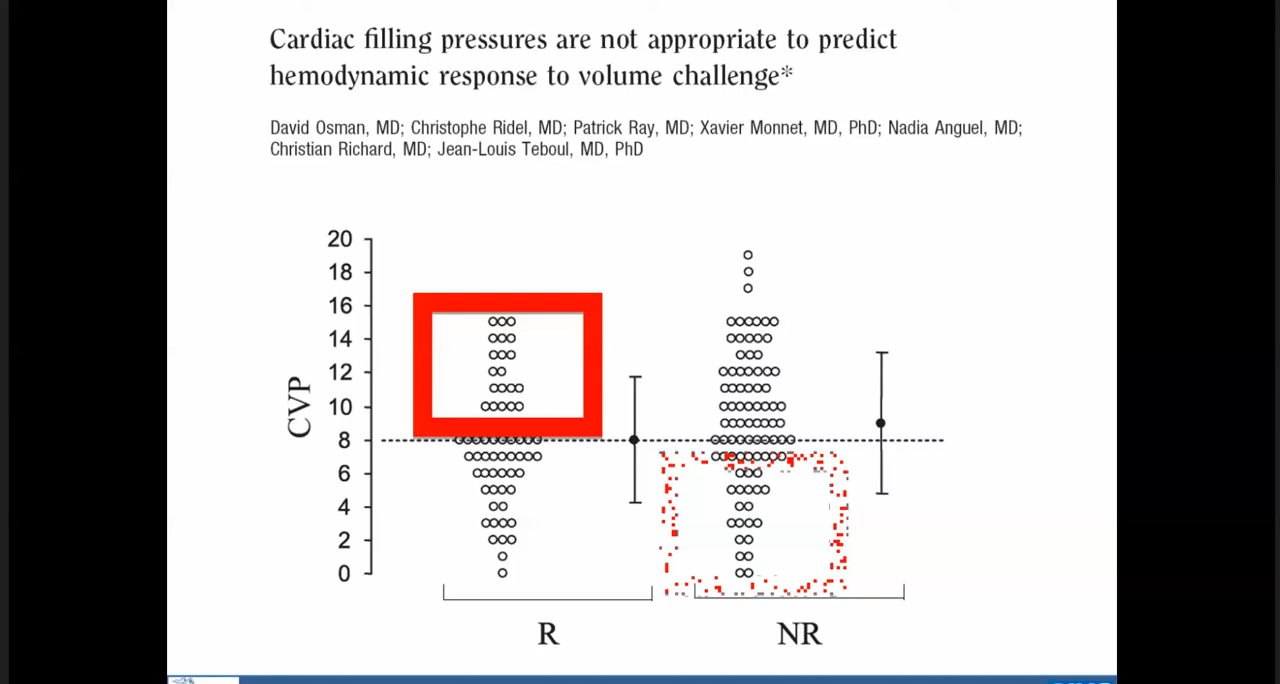 Cardiac filling pressures are not appropriate to predict
hemodynamic response to volume challenge*
David Osman, MD; Christophe Ridel, MD; Patrick Ray, MD; Xavier Monnet, MD, PhD; Nadia Anguel, MD;
Christian Richard, MD; Jean-Louis Teboul, MD, PhD
20
18
16
14
12
10
8
6
4
2
0
CVP
R
NR